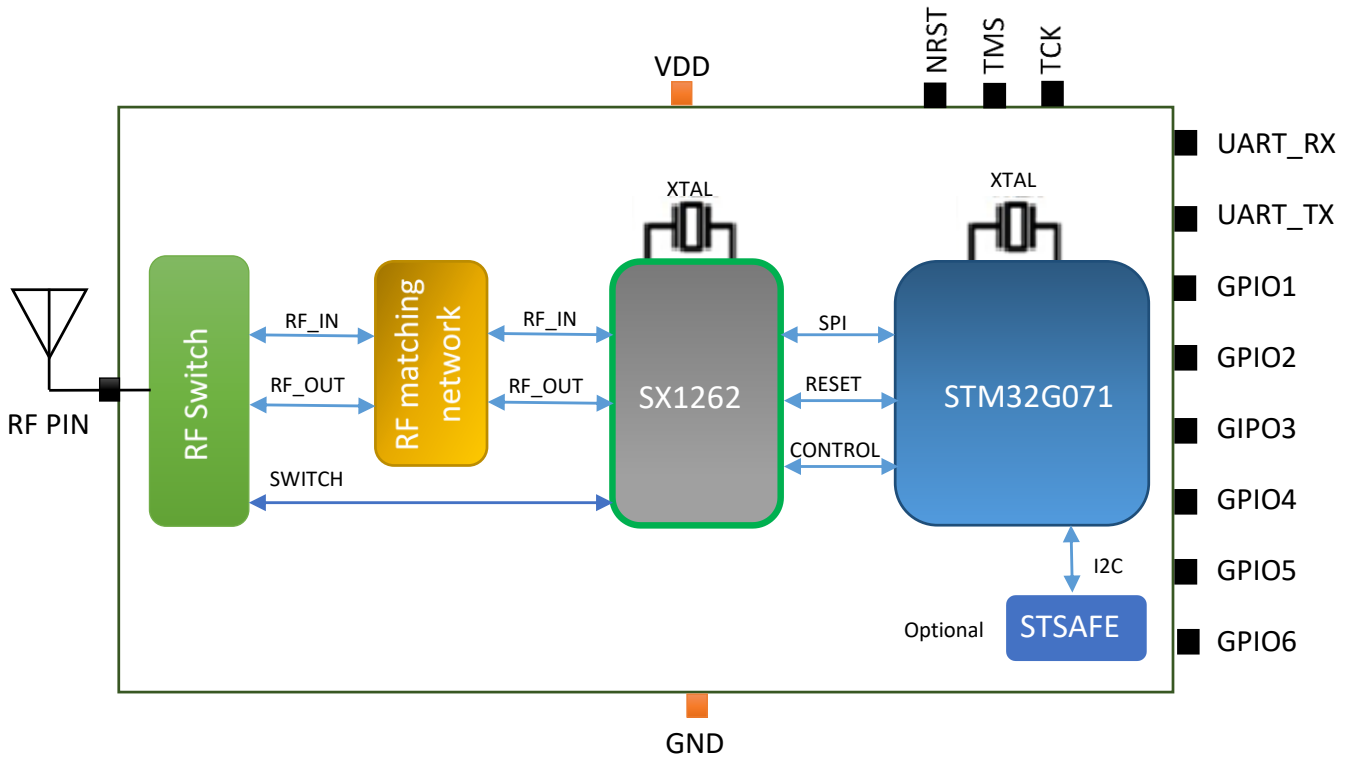 NRST
TMS
TCK
VDD
UART_RX
XTAL
XTAL
UART_TX
GPIO1
RF_IN
RF_IN
SPI
GPIO2
RF Switch
RF matching
network
RF_OUT
RF_OUT
SX1262
RESET
STM32G071
RF PIN
GIPO3
CONTROL
SWITCH
GPIO4
I2C
GPIO5
Optional
STSAFE
GPIO6
GND